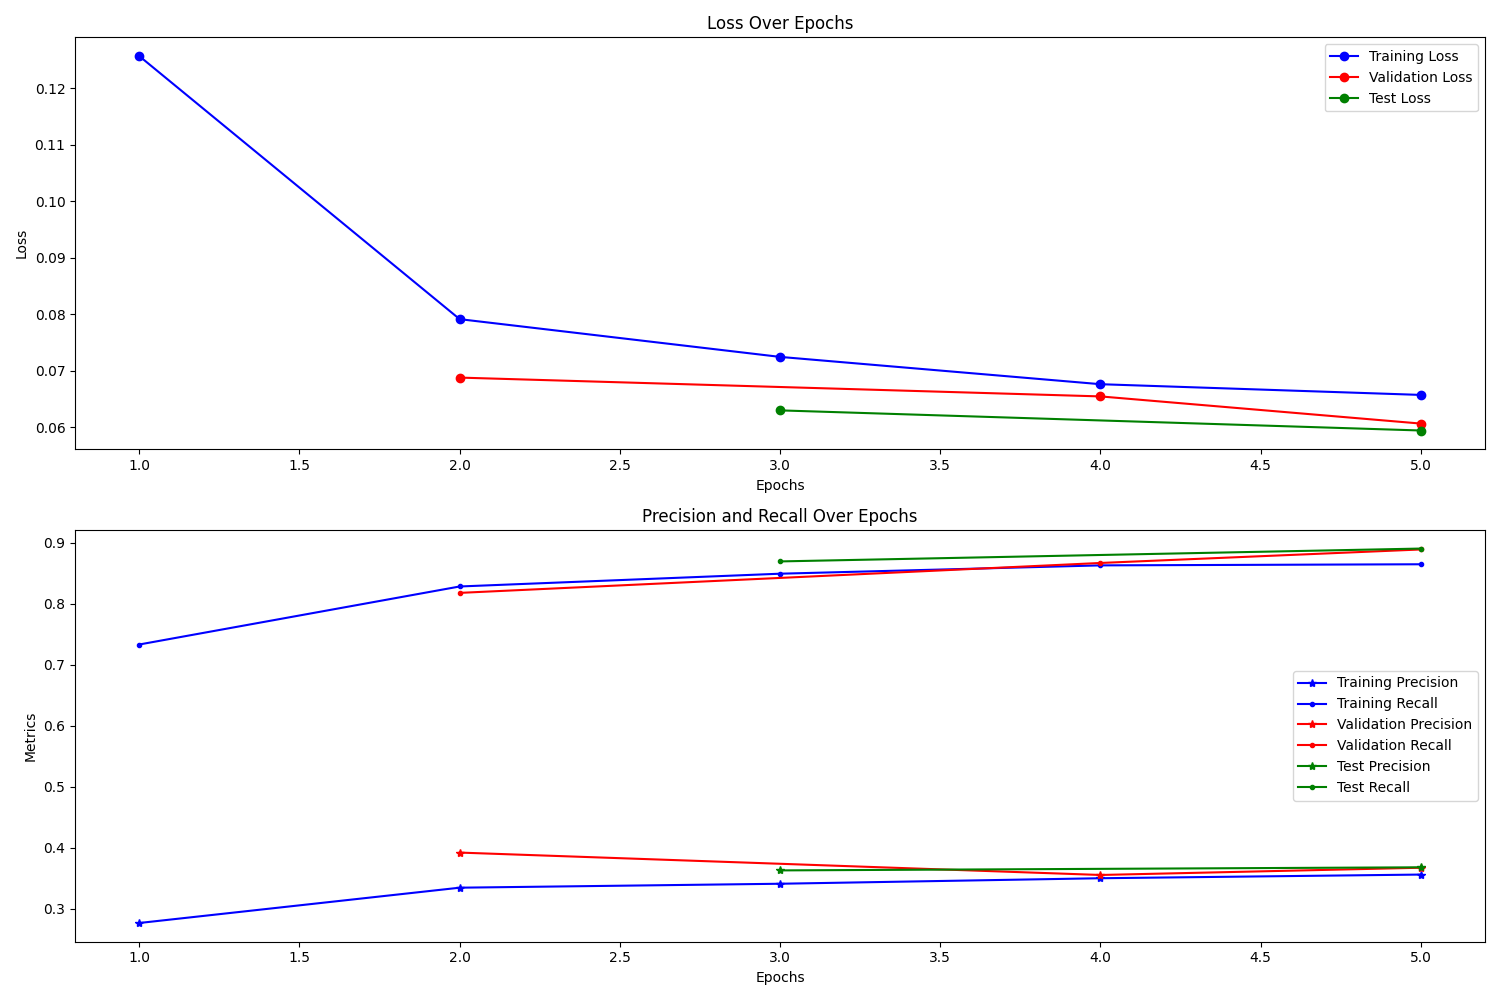 Loss Over Epochs
Training Loss
Validation Loss
Test Loss
0.12
0.11
0.10
0.09
0.08
0.07
0.06
Loss
1.0 1.5 2.0 2.5 3.0 3.5 4.0 4.5 5.0
Epochs
Precision and Recall Over Epochs
0.9
0.8
0.7
0.6
0.5
0.4
0.3
Metrics
Training Precision
Training Recall
Validation Precision
Validation Recall
Test Precision
Test Recall
1.0 1.5 2.0 2.5 3.0 3.5 4.0 4.5 5.0
Epochs